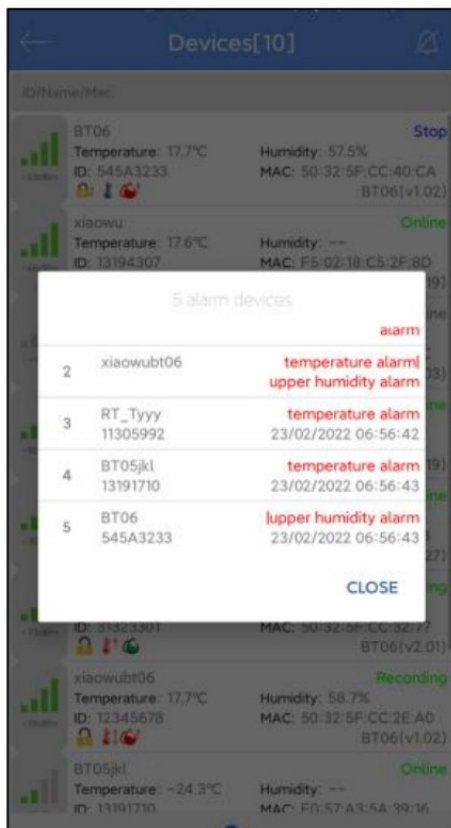 Devices[10]
ID/Name/Mac
BT06 Stop
Temperature: 17.7℃ Humidity: 57.5%
ID: 545A3233 MAC: 50:32:5F:CC:40:CA
BT06(v1.02)
xiaowu Online
Temperature: 17.6℃ Humidity: --
ID: 13194307 MAC: F5:02:18:C5:2F:8D
19)
5 alarm devices
alarm
2 xiaowubt06 temperature alarm|
upper humidity alarm
3 RT_Tyyy temperature alarm
11305992 23/02/2022 06:56:42
4 BT05jkl temperature alarm
13191710 23/02/2022 06:56:43
5 BT06 |upper humidity alarm
545A3233 23/02/2022 06:56:43
CLOSE
ID: 31323301 MAC: 50:32:5F:CC:32:77
BT06(v2.01)
xiaowubt06 Recording
Temperature: 17.7℃ Humidity: 58.7%
ID: 12345678 MAC: 50:32:5F:CC:2E:A0
BT06(v1.02)
BT05jkl Online
Temperature: -24.3℃ Humidity: --
ID: 13191710 MAC: F0:57:A3:5A:39:16